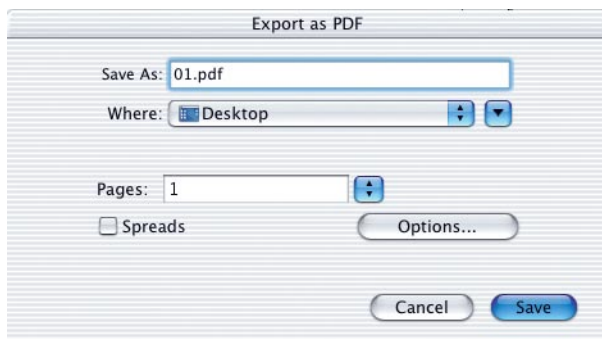 Export as PDF
Save As: 01.pdf
Where: Desktop
Pages: 1
Spreads Options...
Cancel Save